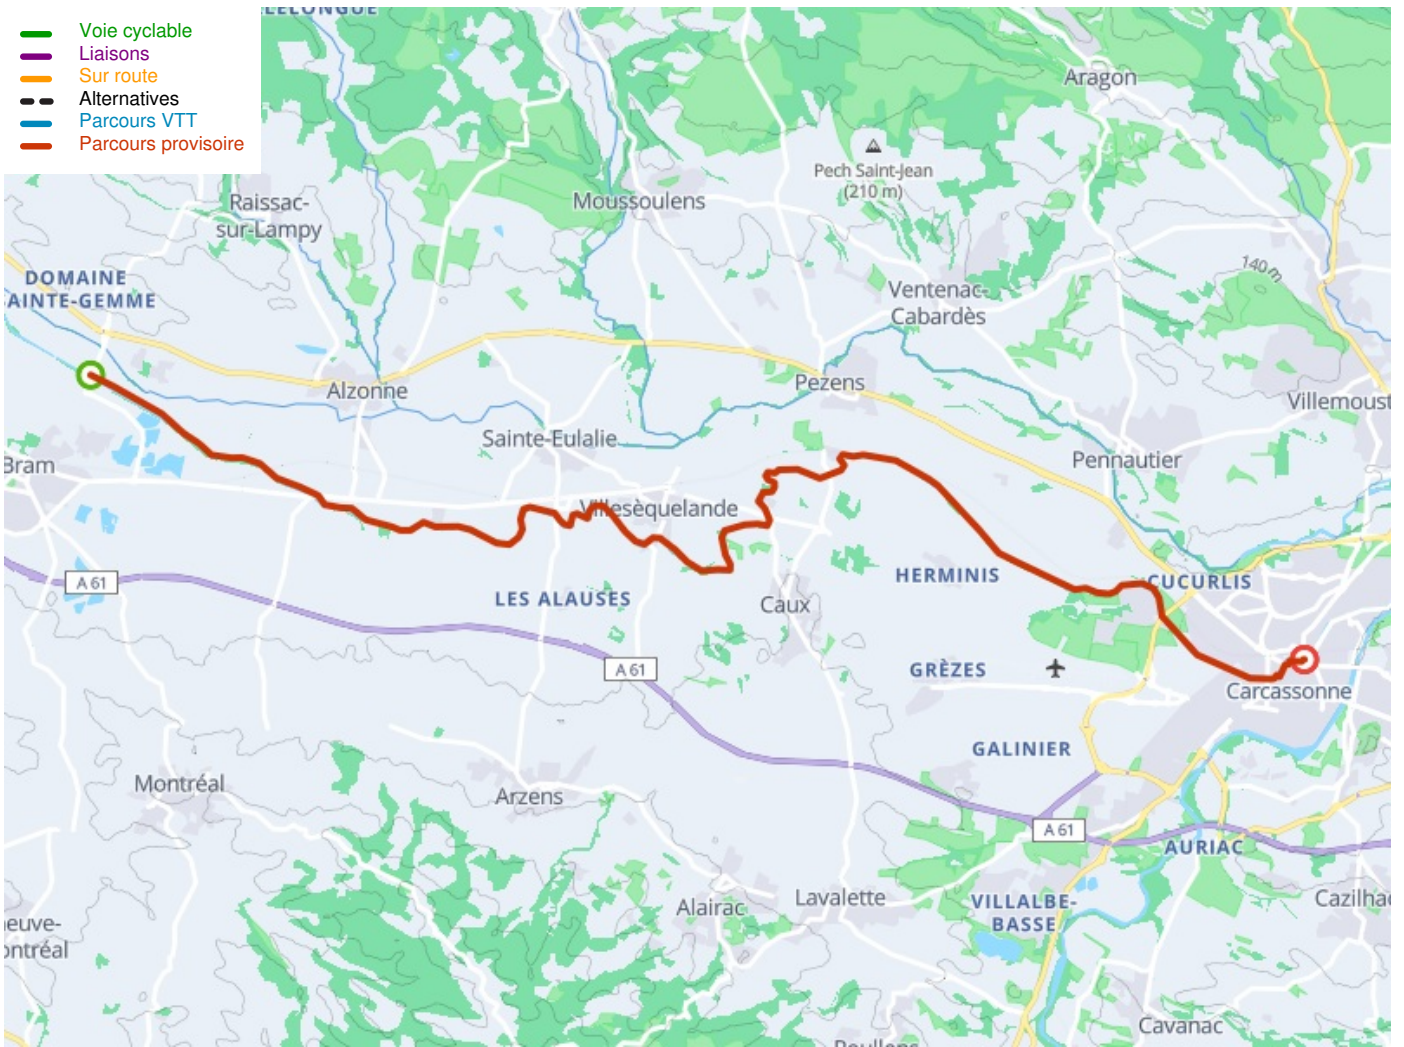 Voie cyclable
Liaisons
Sur route
Alternatives
Parcours VTT
Parcours provisoire
Aragon
Pech Saint-Jean
(210 m)
Raissac-
sur-Lampy
Moussoulens
DOMAINE
AINTE-GEMME
140 m
Ventenac-
Cabardès
Alzonne
Pezens
Villemoust
Sainte-Eulalie
Bram
Pennautier
Villesèquelande
A 61
HERMINIS
CUCURLIS
LES ALAUSES
Caux
A 61
GRÈZES
Carcassonne
GALINIER
Montréal
Arzens
A 61
AURIAC
Alairac
Lavalette
VILLALBE-
BASSE
Cazilhac
neuve-
ontréal
Cavanac